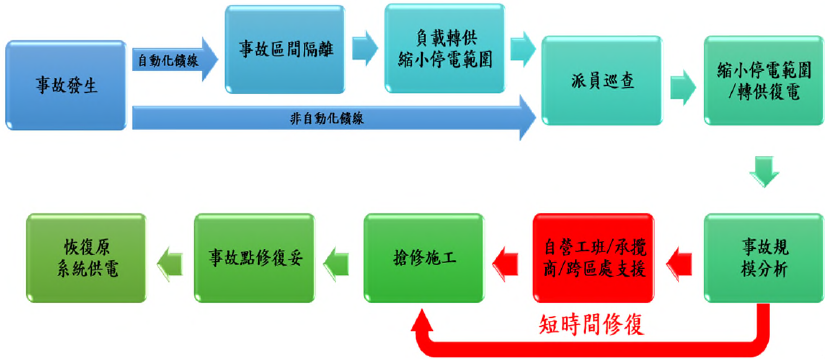 事故發生
自動化饋線
事故區間隔離
負載轉供
縮小停電範圍
非自動化饋線
派員巡查
縮小停電範圍
/轉供復電
事故規
模分析
自營工班/承攬
商/跨區處支援
短時間修復
搶修施工
事故點修復妥
恢復原
系統供電